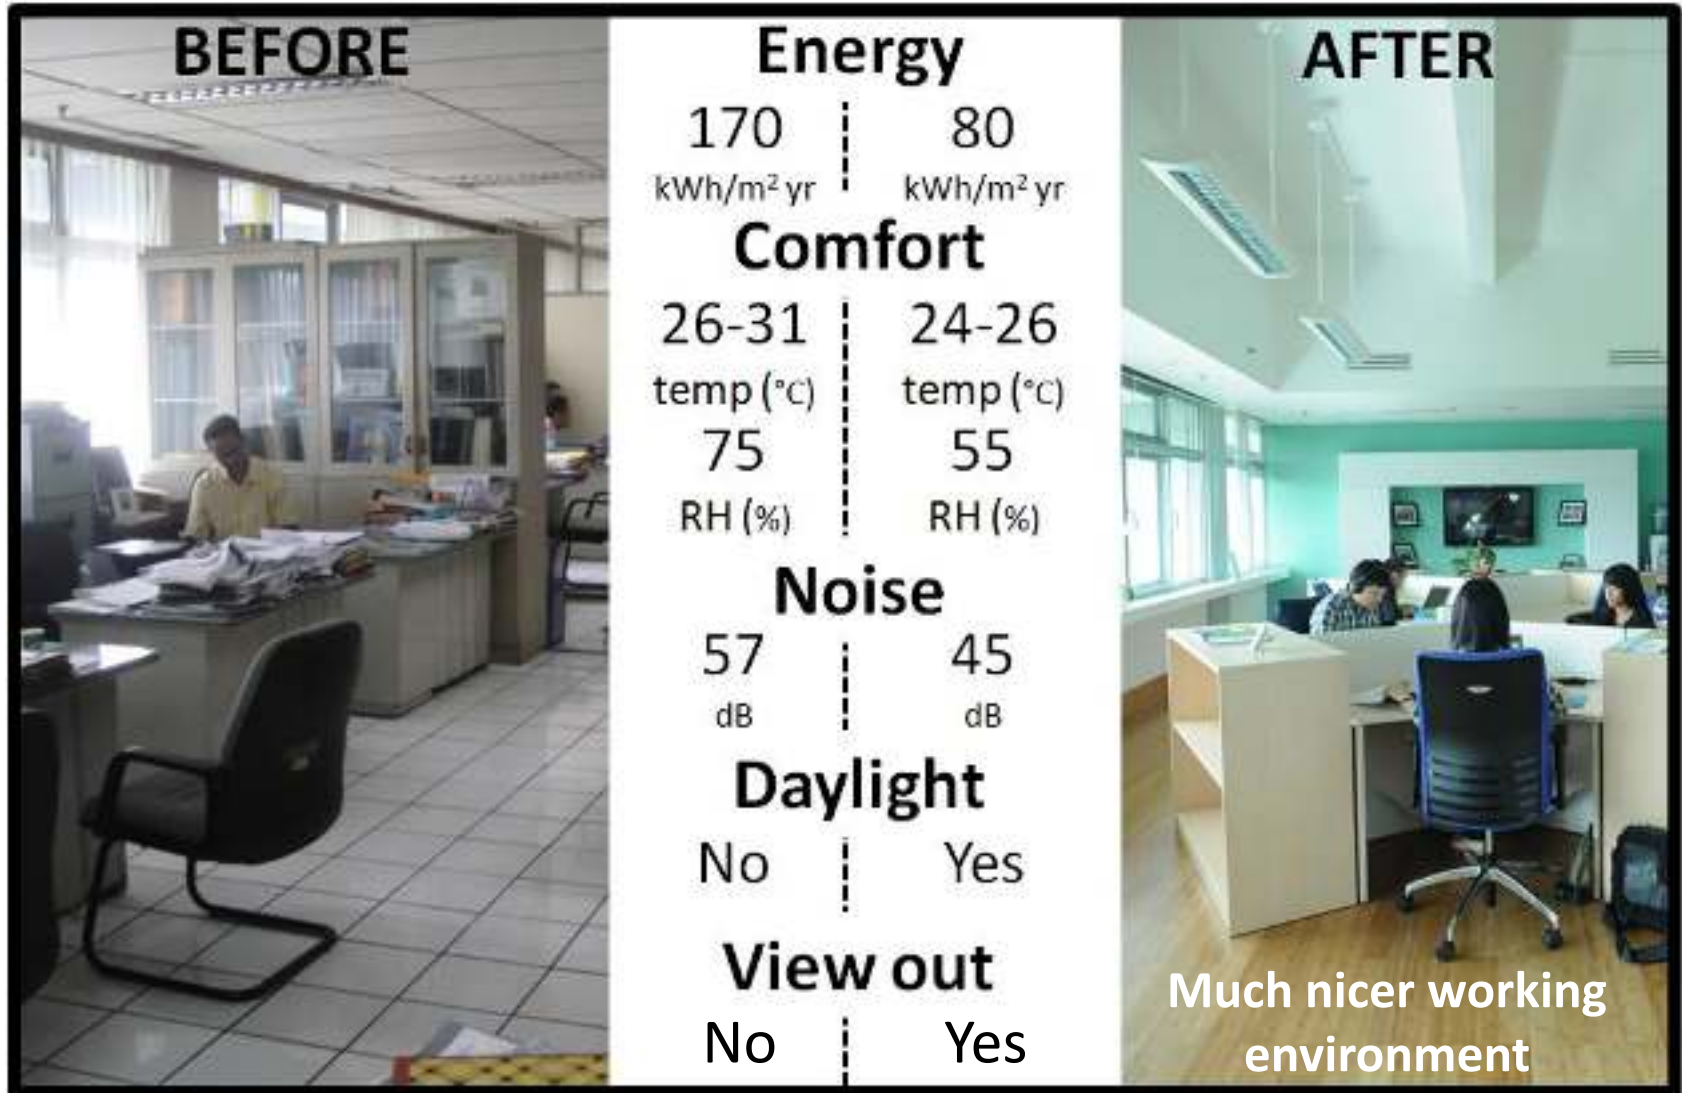 BEFORE
Energy
AFTER
170 80
kWh/m² yr kWh/m² yr
Comfort
26-31 24-26
temp (°C) temp (°C)
75 55
RH (%) RH (%)
Noise
57 45
dB dB
Daylight
No Yes
View out
No Yes
Much nicer working
environment